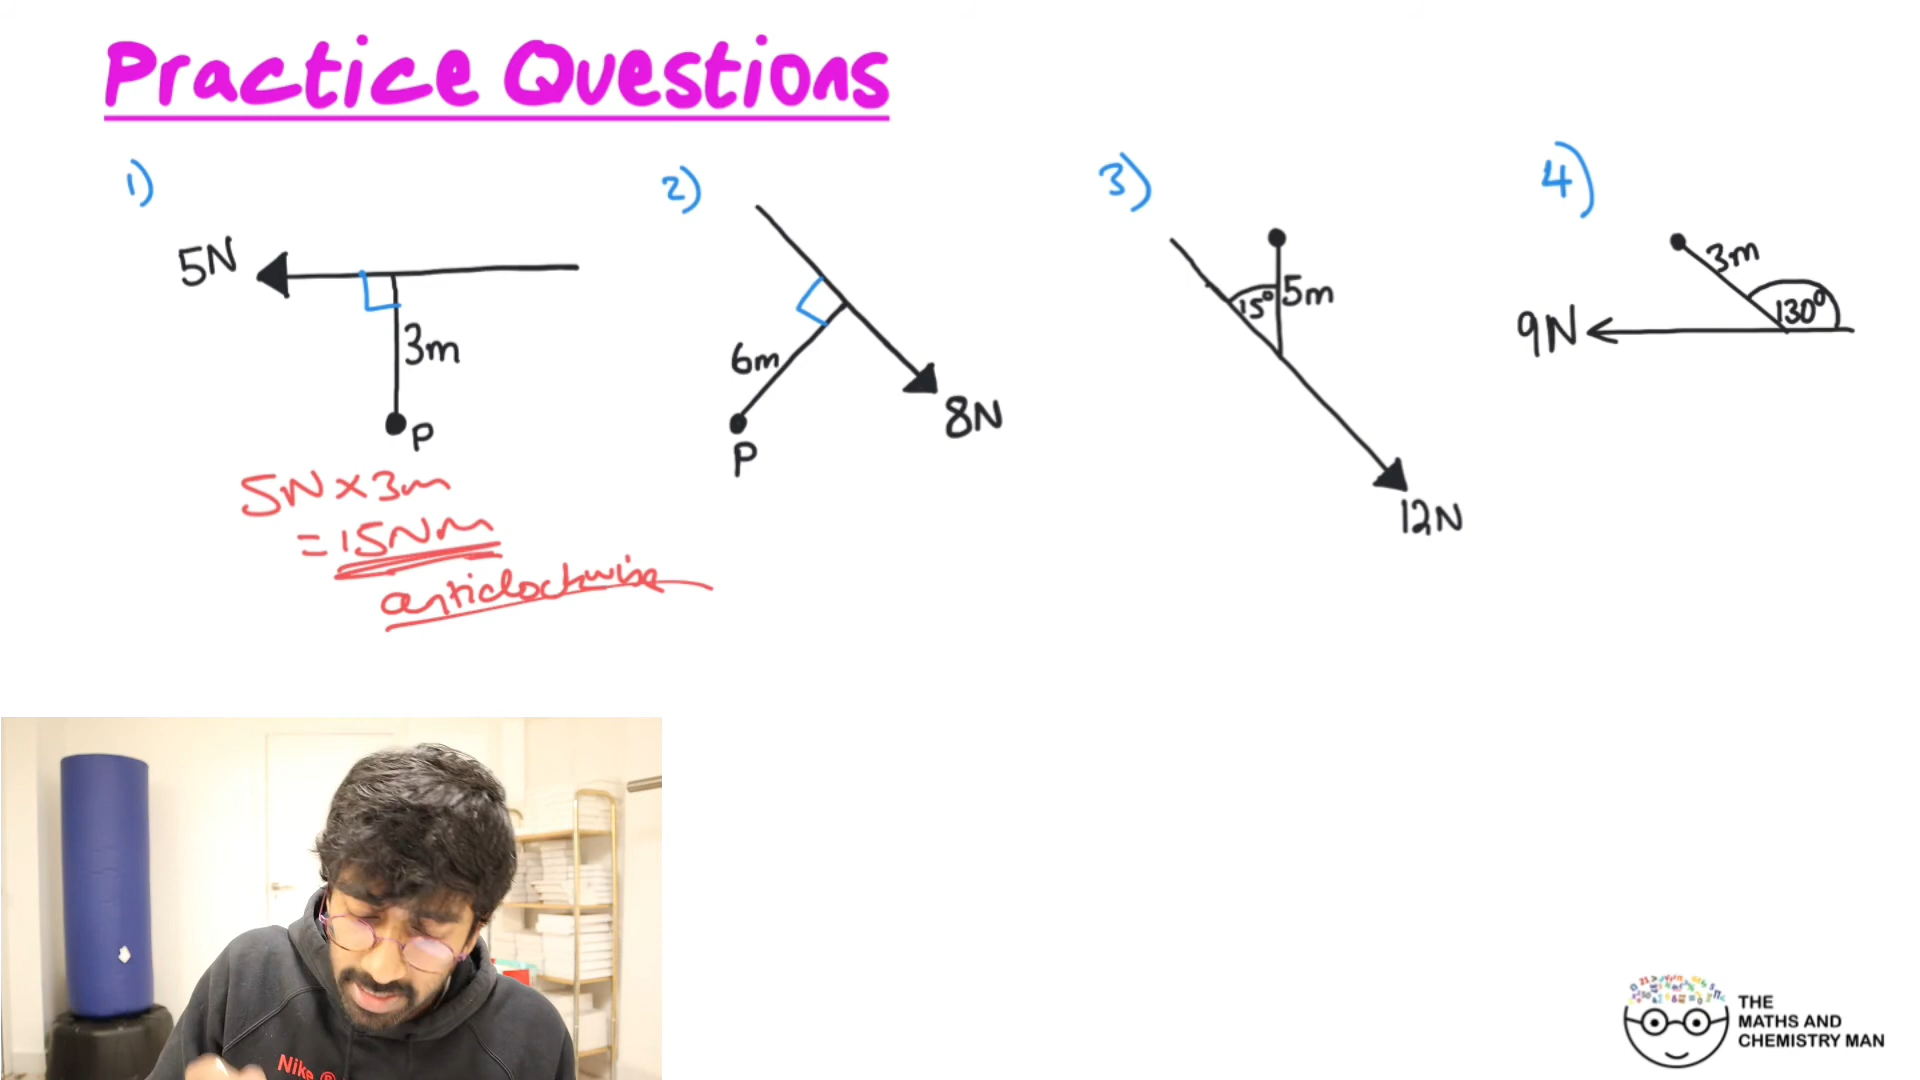 Practice Questions
1)
5N
3m
P
5N × 3m
= 15Nm
anticlockwise
2)
6m
P
8N
3)
15°
5m
12N
4)
3m
130°
9N
Nike
THE
MATHS AND
CHEMISTRY MAN